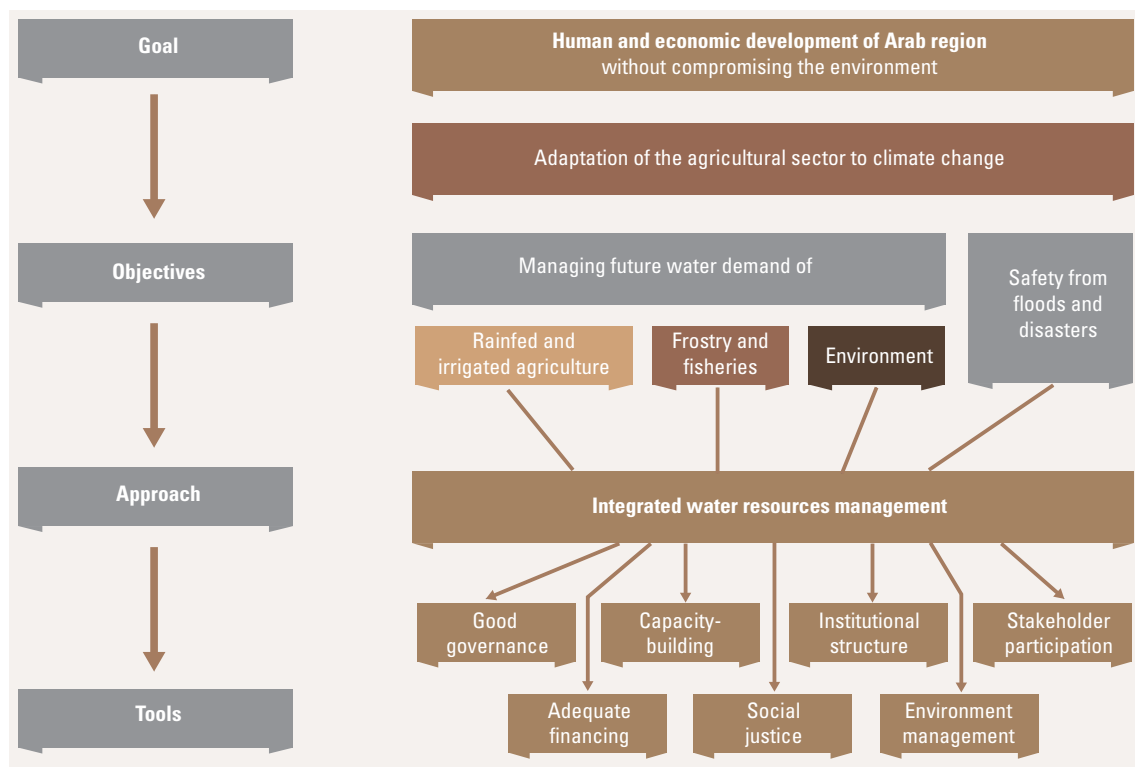 Goal
Human and economic development of Arab region
without compromising the environment
Adaptation of the agricultural sector to climate change
Objectives
Managing future water demand of
Safety from
floods and
disasters
Rainfed and
irrigated agriculture
Frostry and
fisheries
Environment
Approach
Integrated water resources management
Good
governance
Capacity-
building
Institutional
structure
Stakeholder
participation
Tools
Adequate
financing
Social
justice
Environment
management